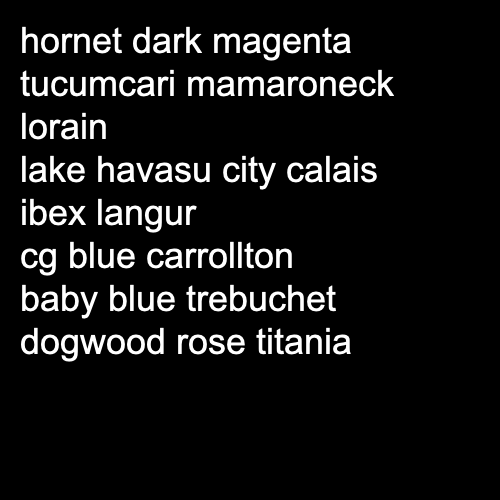 hornet dark magenta
tucumcari mamaroneck
lorain
lake havasu city calais
ibex langur
cg blue carrollton
baby blue trebuchet
dogwood rose titania